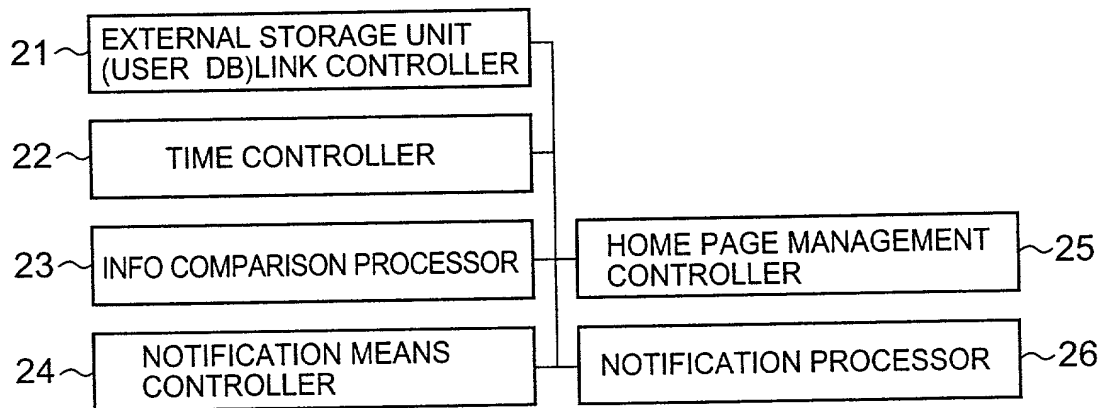 21
EXTERNAL STORAGE UNIT
(USER DB)LINK CONTROLLER
22
TIME CONTROLLER
23
INFO COMPARISON PROCESSOR
24
NOTIFICATION MEANS
CONTROLLER
HOME PAGE MANAGEMENT
CONTROLLER
25
NOTIFICATION PROCESSOR
26